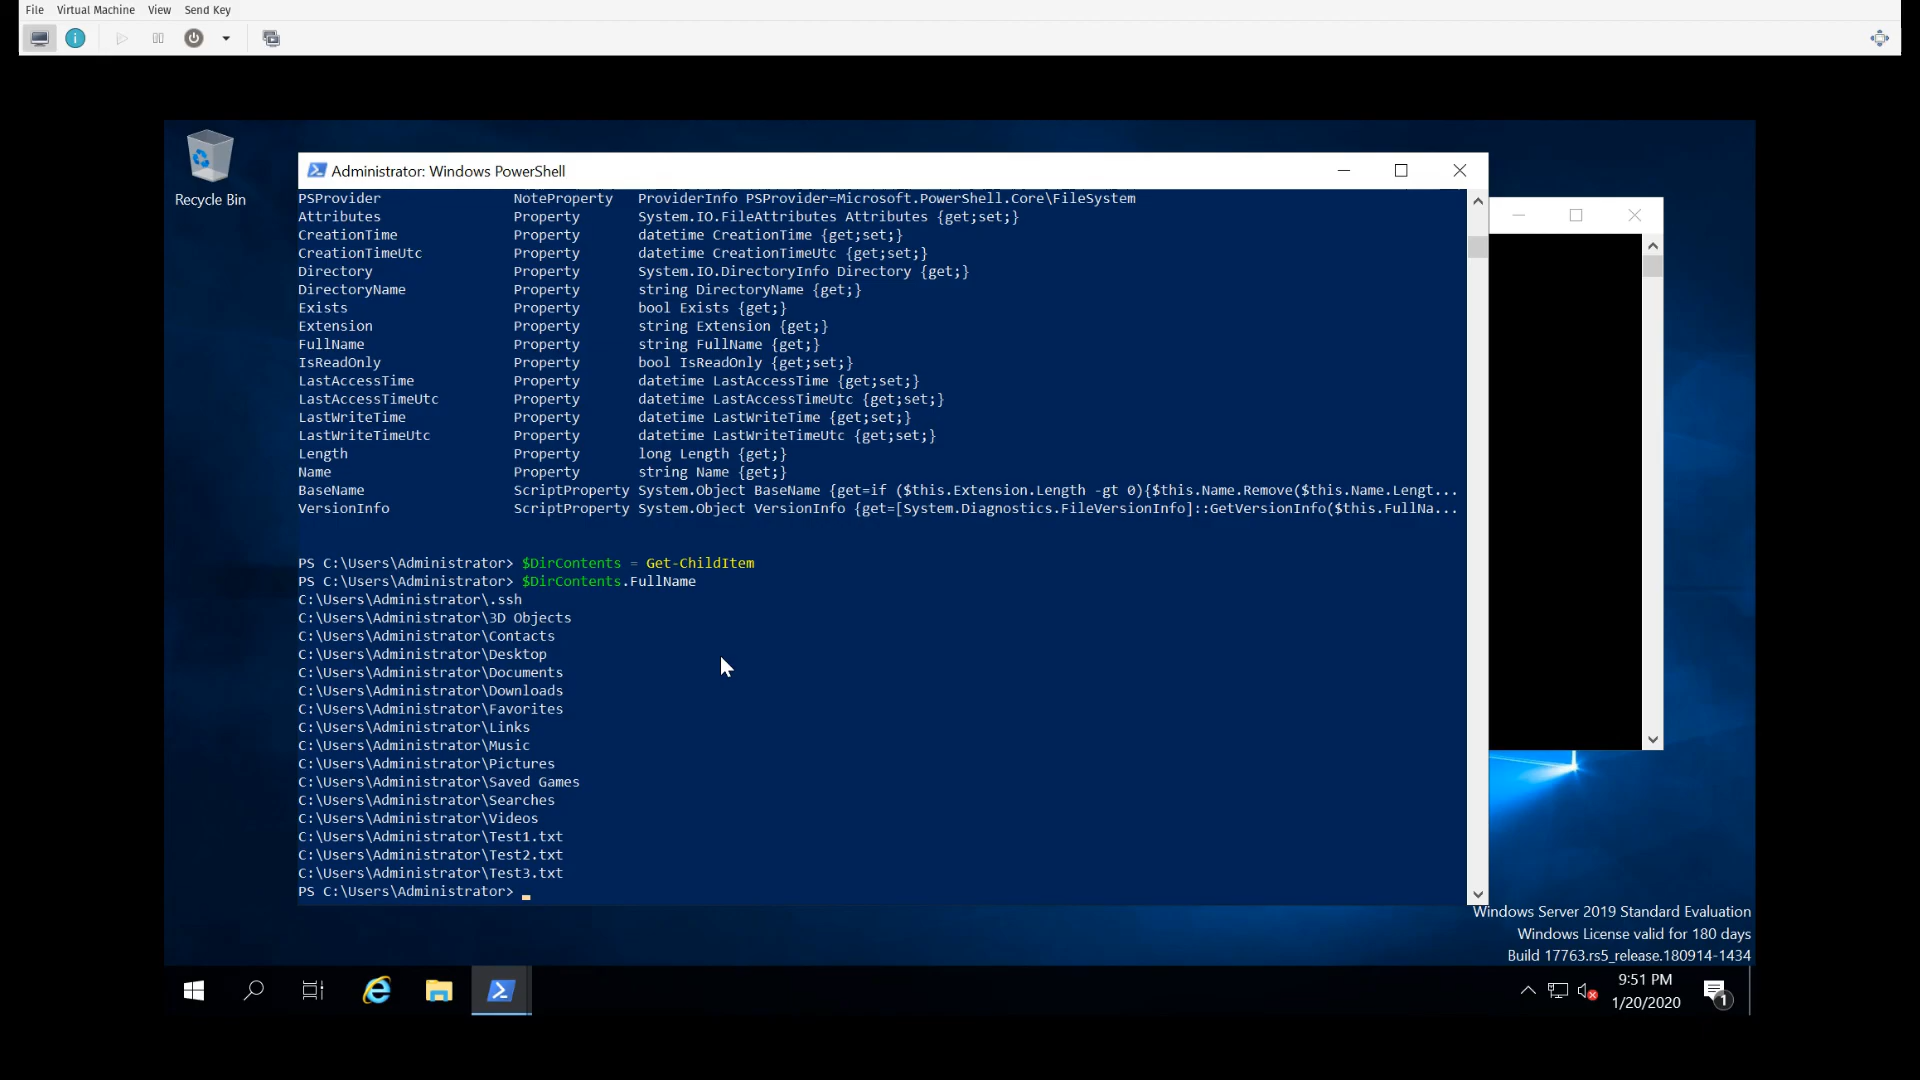 File Virtual Machine View Send Key
Recycle Bin
Administrator: Windows PowerShell
PSProvider NoteProperty ProviderInfo PSProvider=Microsoft.PowerShell.Core\FileSystem
Attributes Property System.IO.FileAttributes Attributes {get;set;}
CreationTime Property datetime CreationTime {get;set;}
CreationTimeUtc Property datetime CreationTimeUtc {get;set;}
Directory Property System.IO.DirectoryInfo Directory {get;}
DirectoryName Property string DirectoryName {get;}
Exists Property bool Exists {get;}
Extension Property string Extension {get;}
FullName Property string FullName {get;}
IsReadOnly Property bool IsReadOnly {get;set;}
LastAccessTime Property datetime LastAccessTime {get;set;}
LastAccessTimeUtc Property datetime LastAccessTimeUtc {get;set;}
LastWriteTime Property datetime LastWriteTime {get;set;}
LastWriteTimeUtc Property datetime LastWriteTimeUtc {get;set;}
Length Property long Length {get;}
Name Property string Name {get;}
BaseName ScriptProperty System.Object BaseName {get=if ($this.Extension.Length -gt 0){$this.Name.Remove($this.Name.Lengt...
VersionInfo ScriptProperty System.Object VersionInfo {get=[System.Diagnostics.FileVersionInfo]::GetVersionInfo($this.FullNa...
PS C:\Users\Administrator> $DirContents = Get-ChildItem
PS C:\Users\Administrator> $DirContents.FullName
C:\Users\Administrator\.ssh
C:\Users\Administrator\3D Objects
C:\Users\Administrator\Contacts
C:\Users\Administrator\Desktop
C:\Users\Administrator\Documents
C:\Users\Administrator\Downloads
C:\Users\Administrator\Favorites
C:\Users\Administrator\Links
C:\Users\Administrator\Music
C:\Users\Administrator\Pictures
C:\Users\Administrator\Saved Games
C:\Users\Administrator\Searches
C:\Users\Administrator\Videos
C:\Users\Administrator\Test1.txt
C:\Users\Administrator\Test2.txt
C:\Users\Administrator\Test3.txt
PS C:\Users\Administrator>
Windows Server 2019 Standard Evaluation
Windows License valid for 180 days
Build 17763.rs5_release.180914-1434
9:51 PM
1/20/2020
1